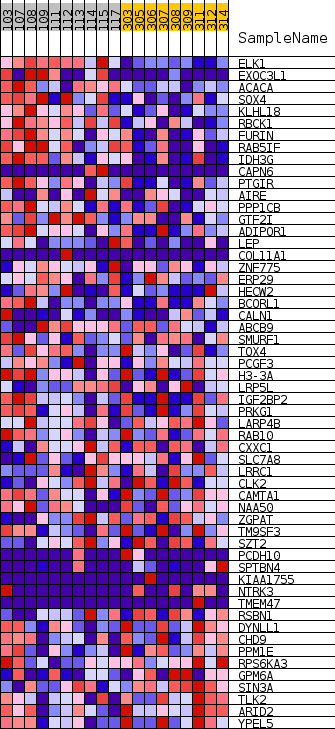 103 107 108 109 111 112 113 114 115 117 303 305 306 307 308 309 311 312 314
SampleName
ELK1
EXOC3L1
ACACA
SOX4
KLHL18
RBCK1
FURIN
RAB5IF
IDH3G
CAPN6
PTGIR
AIRE
PPP1CB
GTF2I
ADIPOR1
LEP
COL11A1
ZNF775
ERP29
HECW2
BCORL1
CALN1
ABCB9
SMURF1
TOX4
PCGF3
H3-3A
LRP5L
IGF2BP2
PRKG1
LARP4B
RAB10
CXXC1
SLC7A8
LRRC1
CLK2
CAMTA1
NAA50
ZGPAT
TM9SF3
SZT2
PCDH10
SPTBN4
KIAA1755
NTRK3
TMEM47
RSBN1
DYNLL1
CHD9
PPM1E
RPS6KA3
GPM6A
SIN3A
TLK2
ARID2
YPEL5